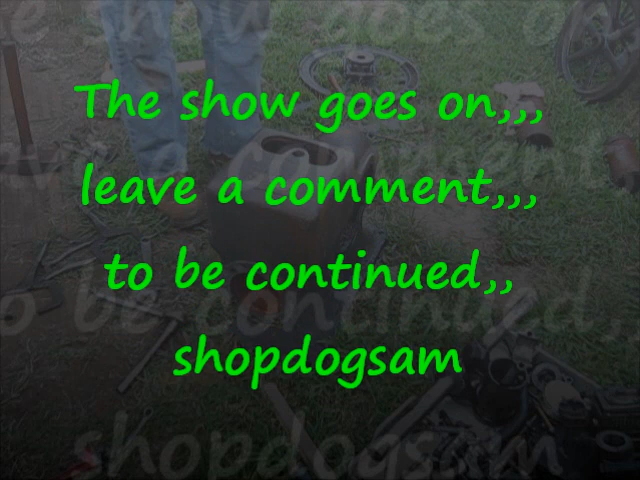 The show goes on,,,
leave a comment,,,
to be continued,,
shopdogsam